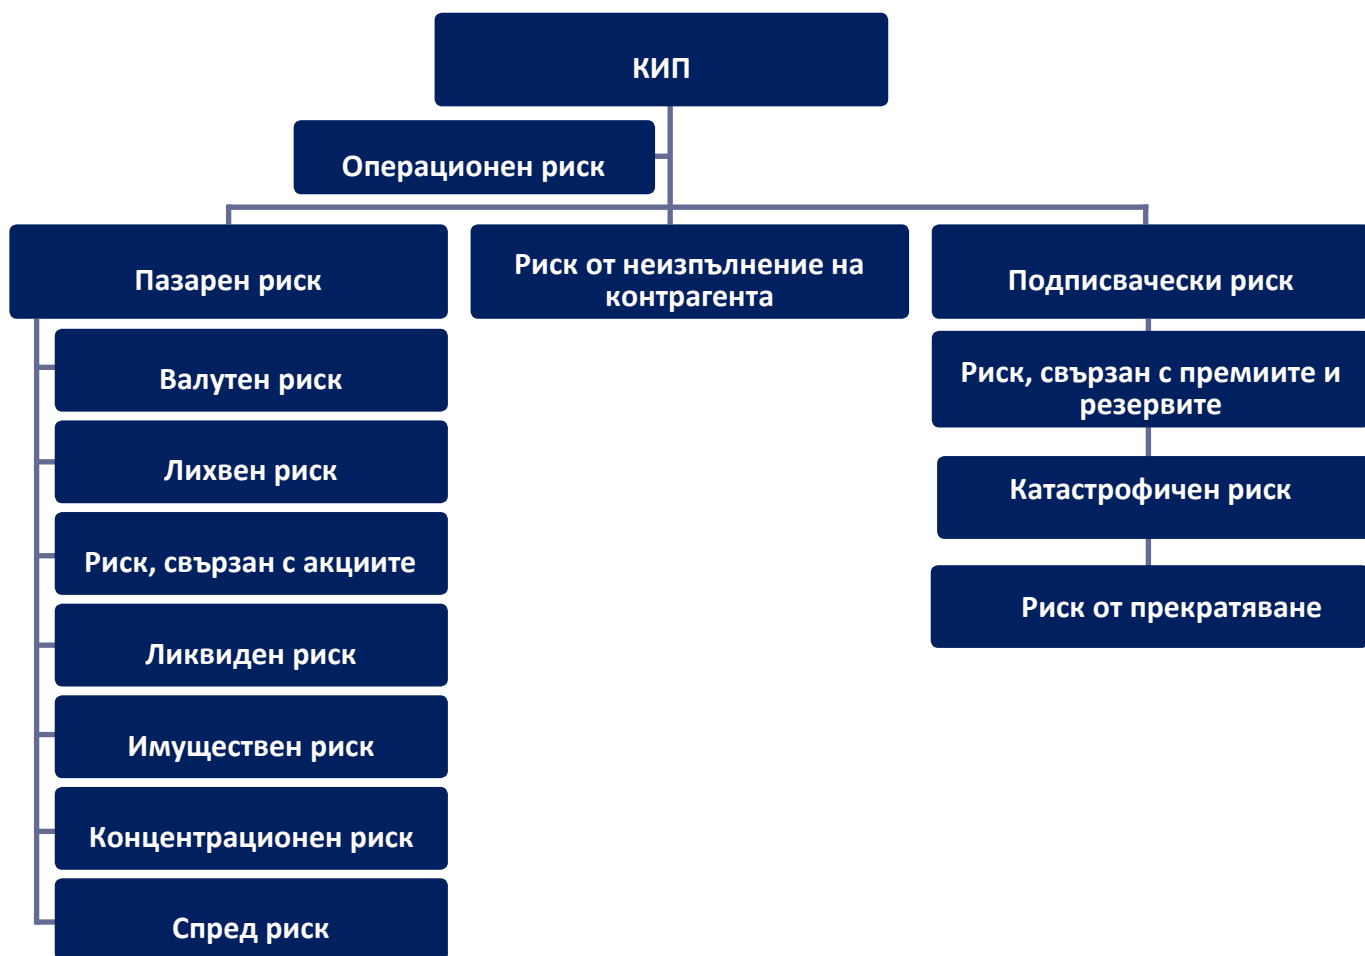 КИП
Операционен риск
Пазарен риск
Риск от неизпълнение на
контрагента
Подписвачески риск
Валутен риск
Лихвен риск
Риск, свързан с акциите
Ликвиден риск
Имуществен риск
Концентрационен риск
Спред риск
Риск, свързан с премиите и
резервите
Катастрофичен риск
Риск от прекратяване